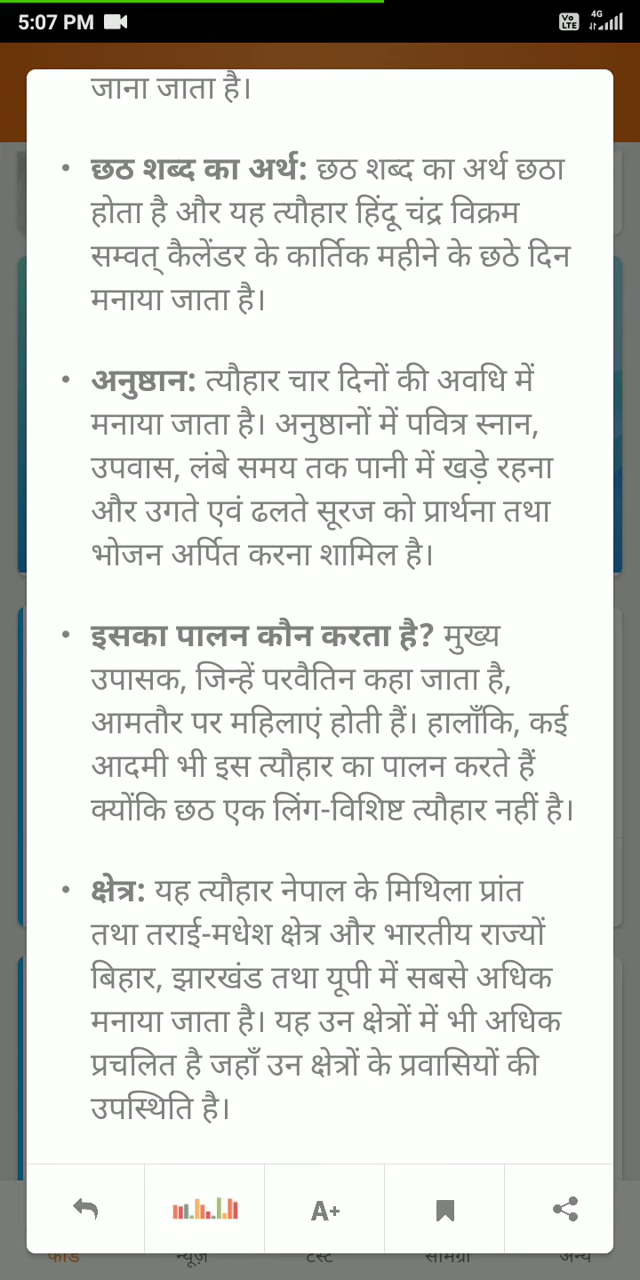 5:07 PM
Vo LTE 4G
जाना जाता है।
• छठ शब्द का अर्थ: छठ शब्द का अर्थ छठा
होता है और यह त्यौहार हिंदू चंद्र विक्रम
सम्वत् कैलेंडर के कार्तिक महीने के छठे दिन
मनाया जाता है।
• अनुष्ठान: त्यौहार चार दिनों की अवधि में
मनाया जाता है। अनुष्ठानों में पवित्र स्नान,
उपवास, लंबे समय तक पानी में खड़े रहना
और उगते एवं ढलते सूरज को प्रार्थना तथा
भोजन अर्पित करना शामिल है।
• इसका पालन कौन करता है? मुख्य
उपासक, जिन्हें परवैतिन कहा जाता है,
आमतौर पर महिलाएं होती हैं। हालाँकि, कई
आदमी भी इस त्यौहार का पालन करते हैं
क्योंकि छठ एक लिंग-विशिष्ट त्यौहार नहीं है।
• क्षेत्र: यह त्यौहार नेपाल के मिथिला प्रांत
तथा तराई-मधेश क्षेत्र और भारतीय राज्यों
बिहार, झारखंड तथा यूपी में सबसे अधिक
मनाया जाता है। यह उन क्षेत्रों में भी अधिक
प्रचलित है जहाँ उन क्षेत्रों के प्रवासियों की
उपस्थिति है।
A+